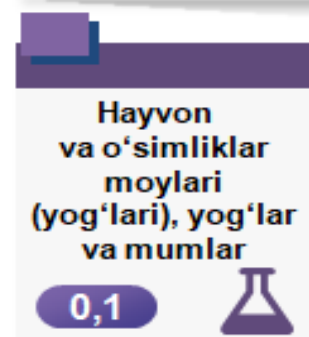 Hayvon
va o‘simliklar
moylari
(yog‘lari), yog‘lar
va mumlar
0,1